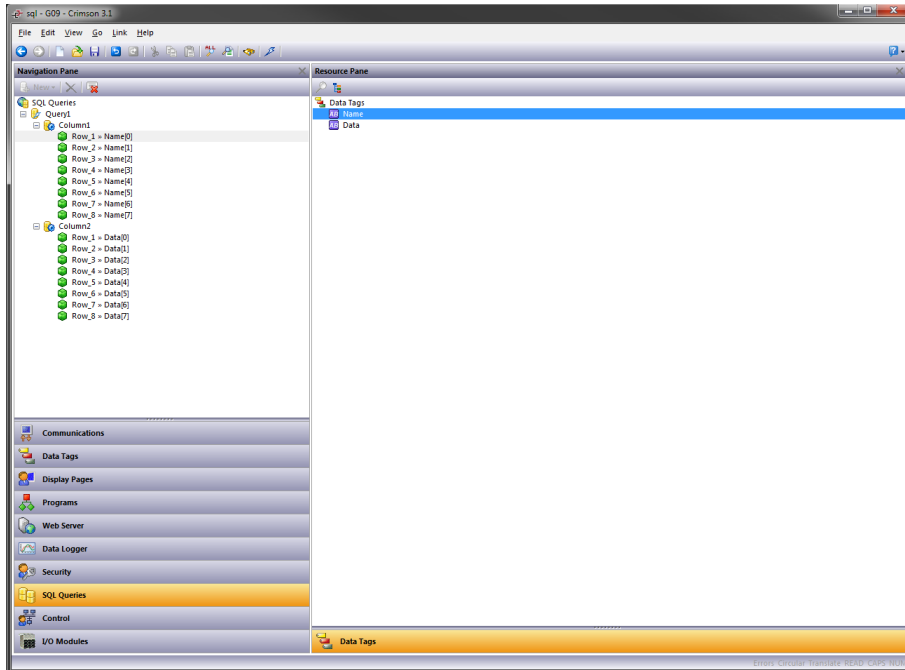 sql - G09 - Crimson 3.1
File Edit View Go Link Help
Navigation Pane
New
SQL Queries
Query1
Column1
Row_1 » Name[0]
Row_2 » Name[1]
Row_3 » Name[2]
Row_4 » Name[3]
Row_5 » Name[4]
Row_6 » Name[5]
Row_7 » Name[6]
Row_8 » Name[7]
Column2
Row_1 » Data[0]
Row_2 » Data[1]
Row_3 » Data[2]
Row_4 » Data[3]
Row_5 » Data[4]
Row_6 » Data[5]
Row_7 » Data[6]
Row_8 » Data[7]
Communications
Data Tags
Display Pages
Programs
Web Server
Data Logger
Security
SQL Queries
Control
I/O Modules
Resource Pane
Data Tags
AB Name
AB Data
Data Tags
Errors Circular Translate READ CAPS NUM